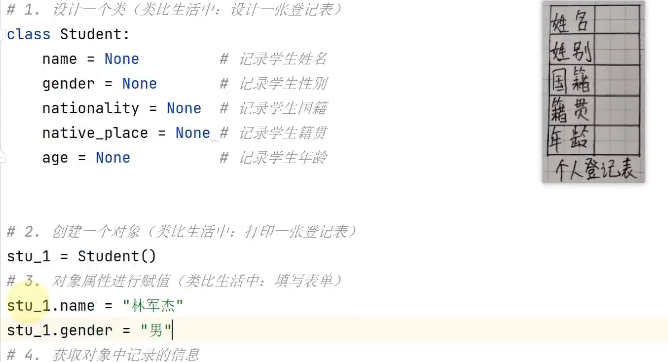 # 1. 设计一个类（类比生活中：设计一张登记表）
class Student:
    name = None          # 记录学生姓名
    gender = None        # 记录学生性别
    nationality = None   # 记录学生国籍
    native_place = None  # 记录学生籍贯
    age = None           # 记录学生年龄
# 2. 创建一个对象（类比生活中：打印一张登记表）
stu_1 = Student()
# 3. 对象属性进行赋值（类比生活中：填写表单）
stu_1.name = "林军杰"
stu_1.gender = "男"
# 4. 获取对象中记录的信息
姓名
姓别
国籍
籍贯
年龄
个人登记表